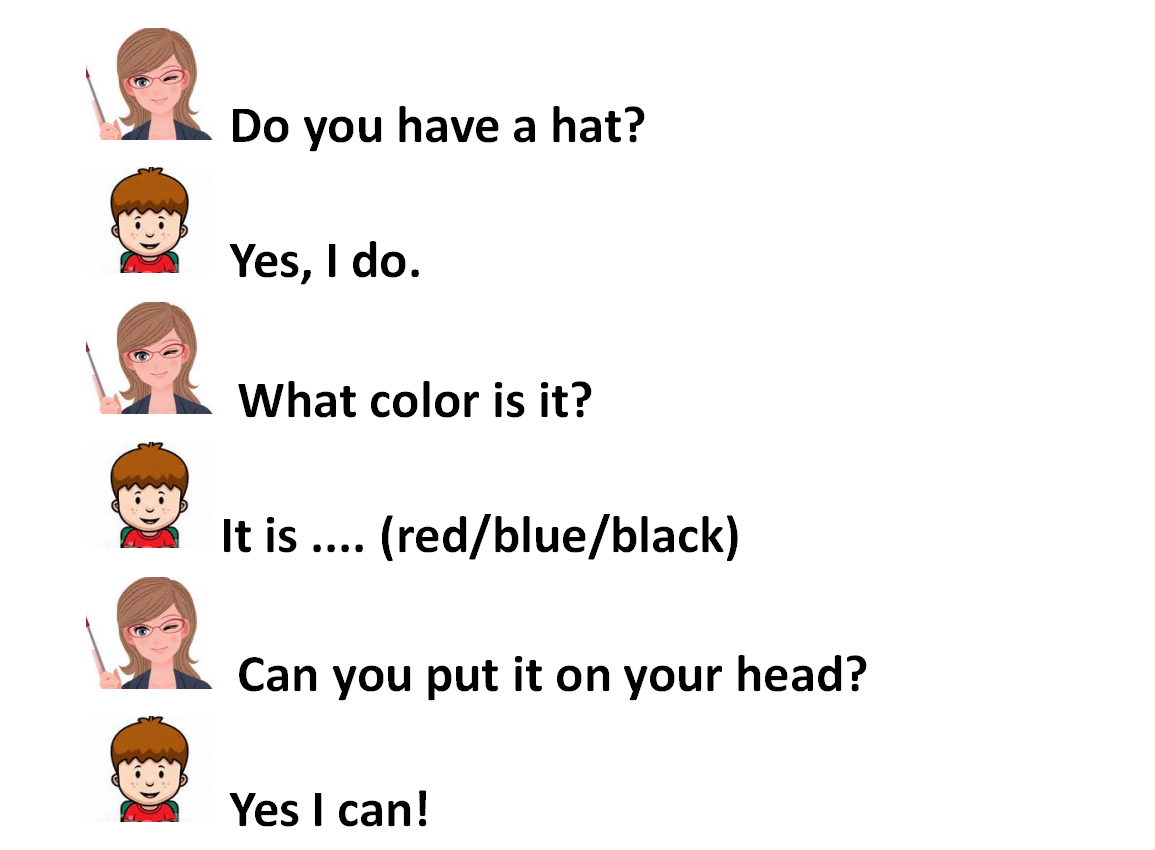 Do you have a hat?
Yes, I do.
What color is it?
It is .... (red/blue/black)
Can you put it on your head?
Yes I can!